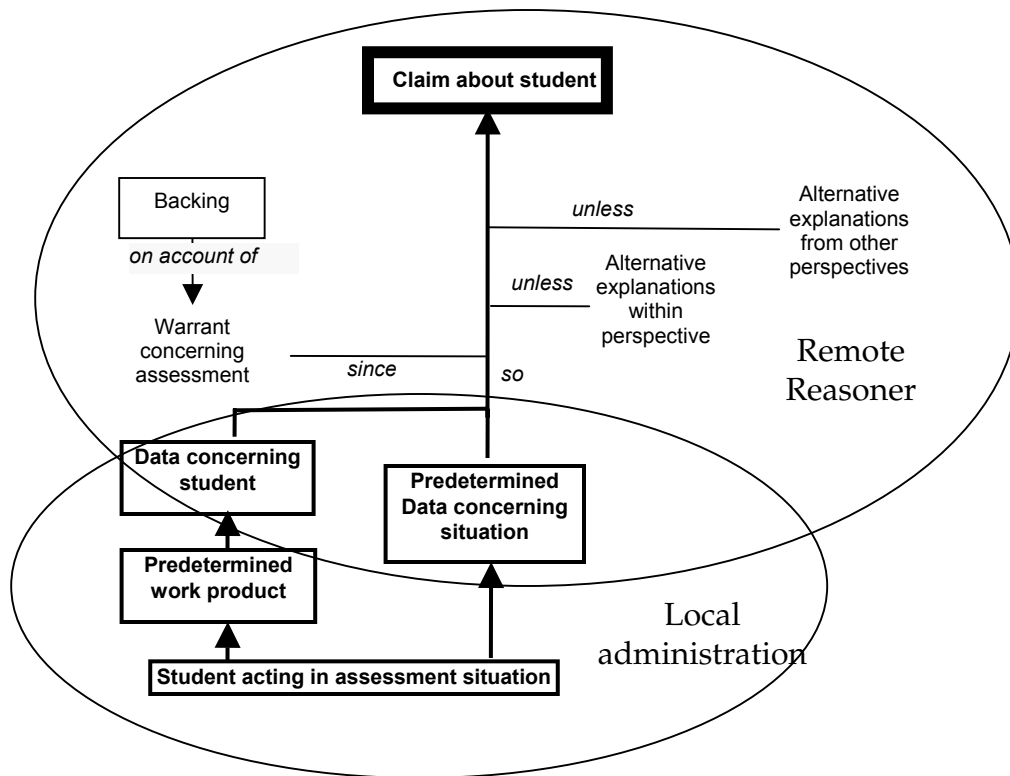 Claim about student
Backing
on account of
Warrant
concerning
assessment
since
so
unless
Alternative
explanations
from other
perspectives
unless
Alternative
explanations
within
perspective
Remote
Reasoner
Data concerning
student
Predetermined
Data concerning
situation
Predetermined
work product
Local
administration
Student acting in assessment situation